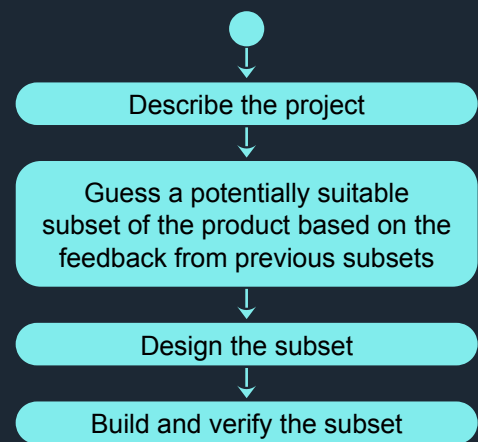 Describe the project
Guess a potentially suitable
subset of the product based on the
feedback from previous subsets
Design the subset
Build and verify the subset